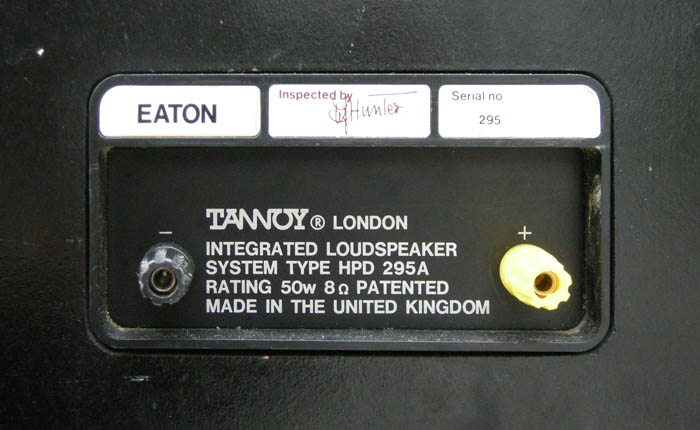 EATON
Inspected by
Hunter
Serial no
295
TANNOY® LONDON
INTEGRATED LOUDSPEAKER
SYSTEM TYPE HPD 295A
RATING 50w 8Ω PATENTED
MADE IN THE UNITED KINGDOM
− +